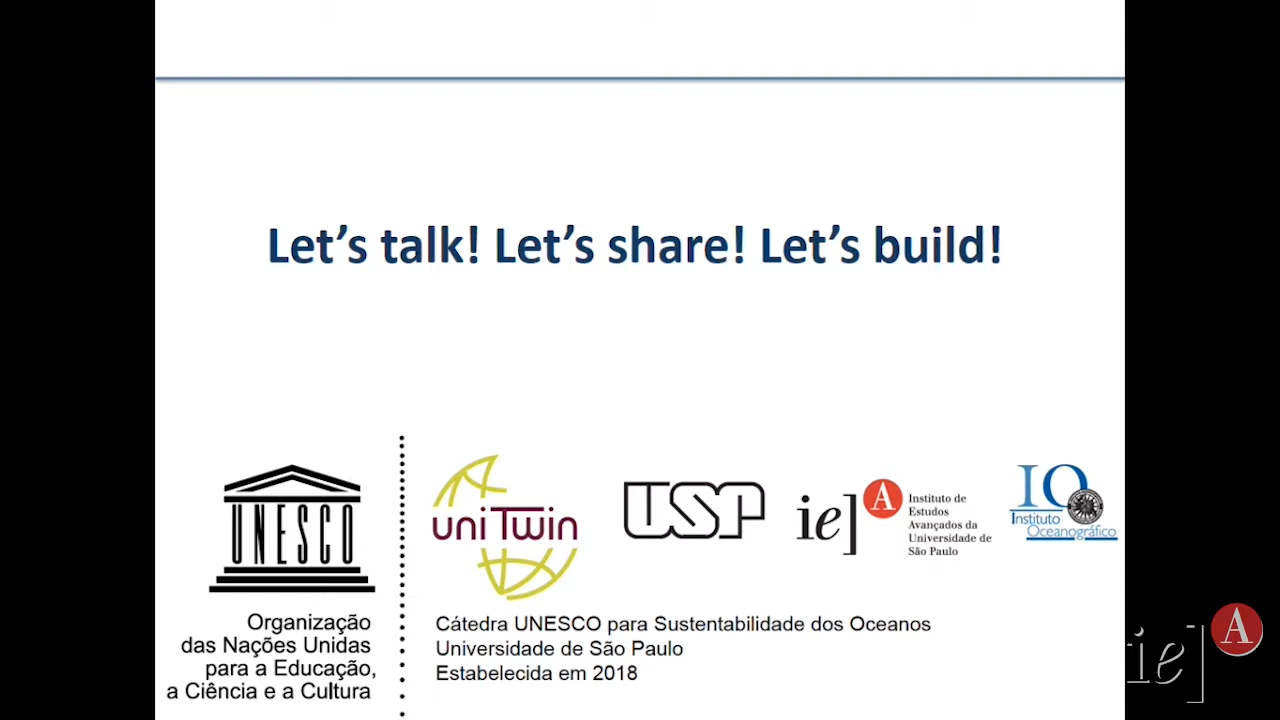 Let's talk! Let's share! Let's build!
UNESCO
Organização
das Nações Unidas
para a Educação,
a Ciência e a Cultura
uniTwin
USP
ie] A
Instituto de
Estudos
Avançados da
Universidade de
São Paulo
IO
Instituto
Oceanográfico
Cátedra UNESCO para Sustentabilidade dos Oceanos
Universidade de São Paulo
Estabelecida em 2018
ie] A